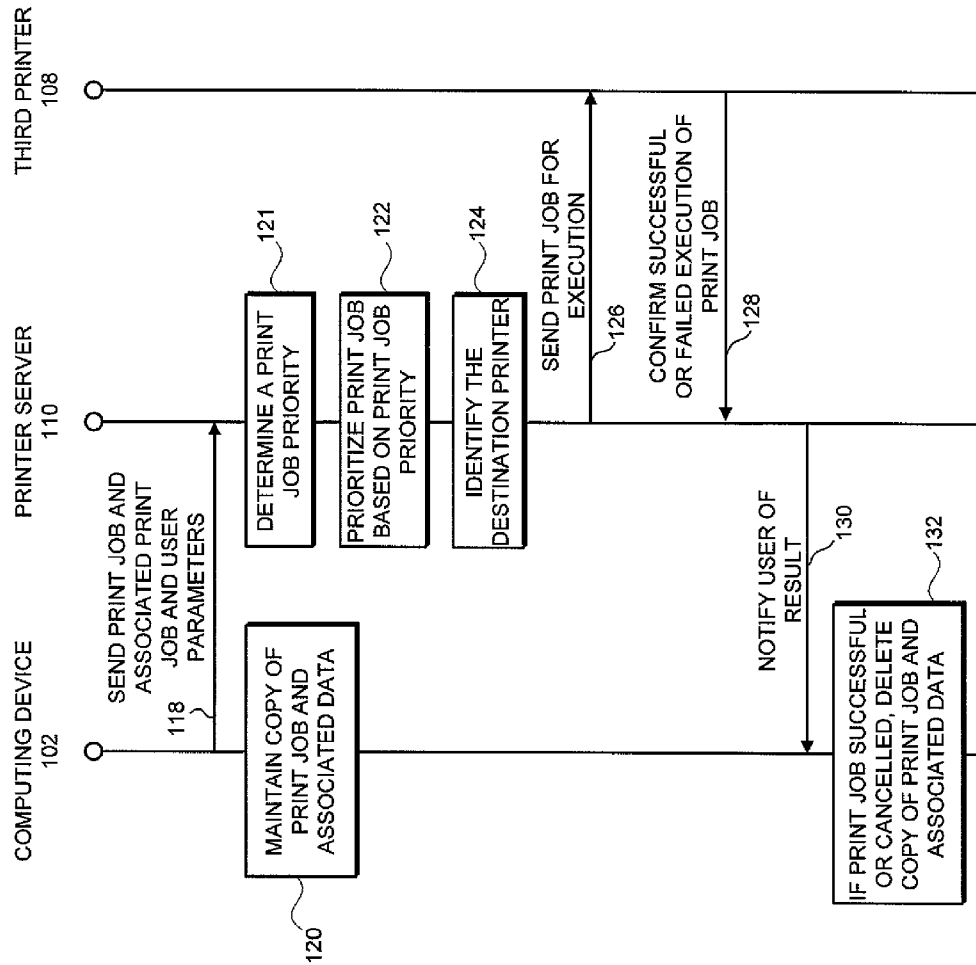 COMPUTING DEVICE
102
PRINTER SERVER
110
THIRD PRINTER
108
SEND PRINT JOB AND
ASSOCIATED PRINT
JOB AND USER
PARAMETERS
118
MAINTAIN COPY OF
PRINT JOB AND
ASSOCIATED DATA
120
DETERMINE A PRINT
JOB PRIORITY
121
PRIORITIZE PRINT JOB
BASED ON PRINT JOB
PRIORITY
122
IDENTIFY THE
DESTINATION PRINTER
124
SEND PRINT JOB FOR
EXECUTION
126
CONFIRM SUCCESSFUL
OR FAILED EXECUTION OF
PRINT JOB
128
NOTIFY USER OF
RESULT
130
IF PRINT JOB SUCCESSFUL
OR CANCELLED, DELETE
COPY OF PRINT JOB AND
ASSOCIATED DATA
132